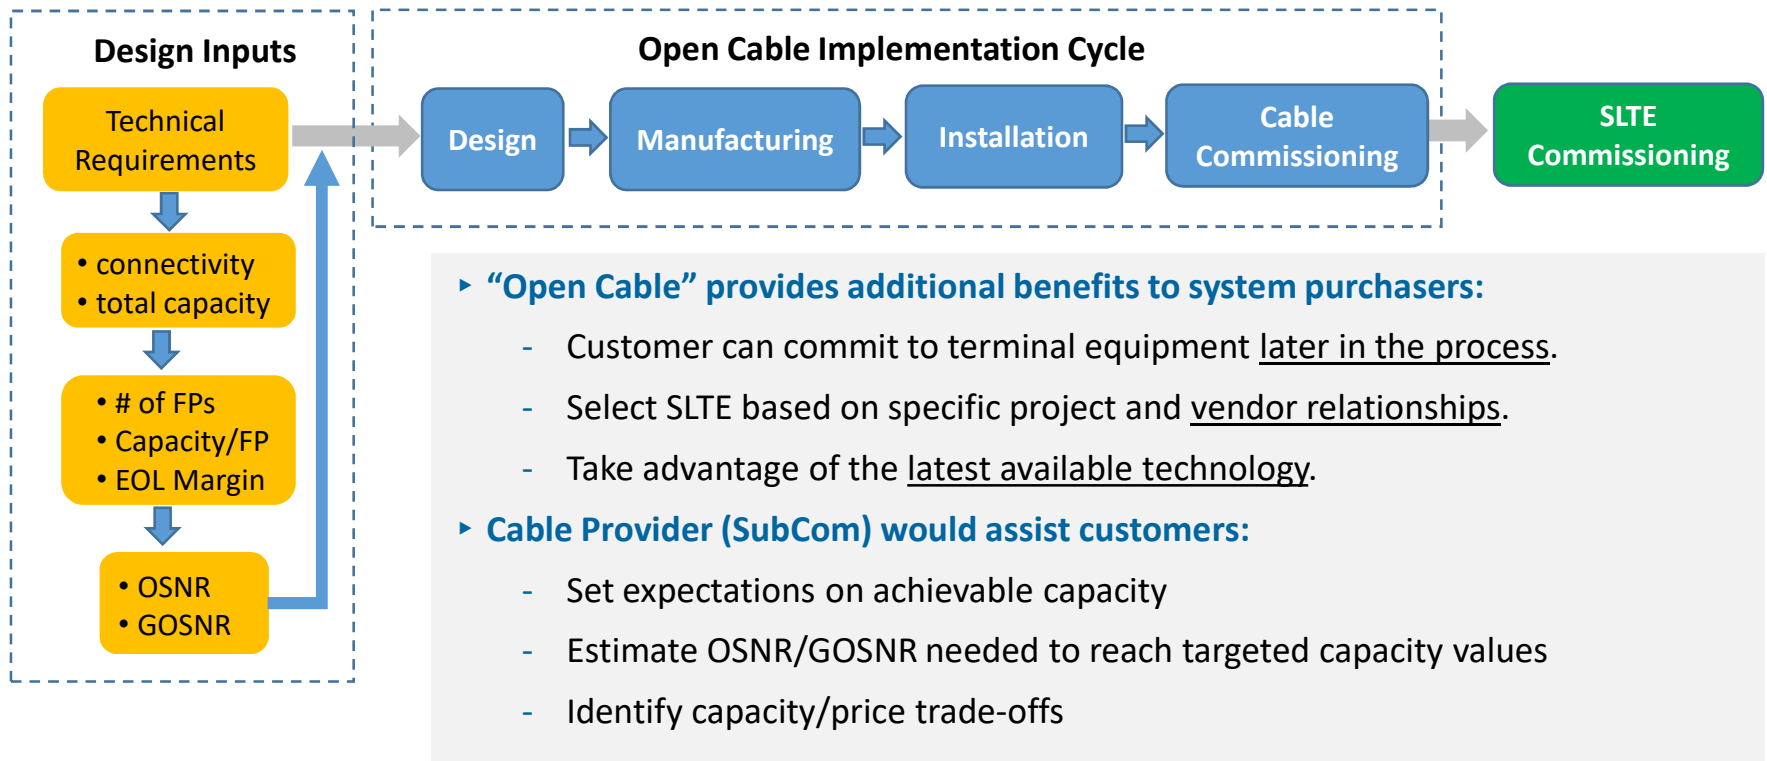 Design Inputs
Technical
Requirements
• connectivity
• total capacity
• # of FPs
• Capacity/FP
• EOL Margin
• OSNR
• GOSNR
Open Cable Implementation Cycle
Design
Manufacturing
Installation
Cable
Commissioning
SLTE
Commissioning
‣ “Open Cable” provides additional benefits to system purchasers:
- Customer can commit to terminal equipment later in the process.
- Select SLTE based on specific project and vendor relationships.
- Take advantage of the latest available technology.
‣ Cable Provider (SubCom) would assist customers:
- Set expectations on achievable capacity
- Estimate OSNR/GOSNR needed to reach targeted capacity values
- Identify capacity/price trade-offs